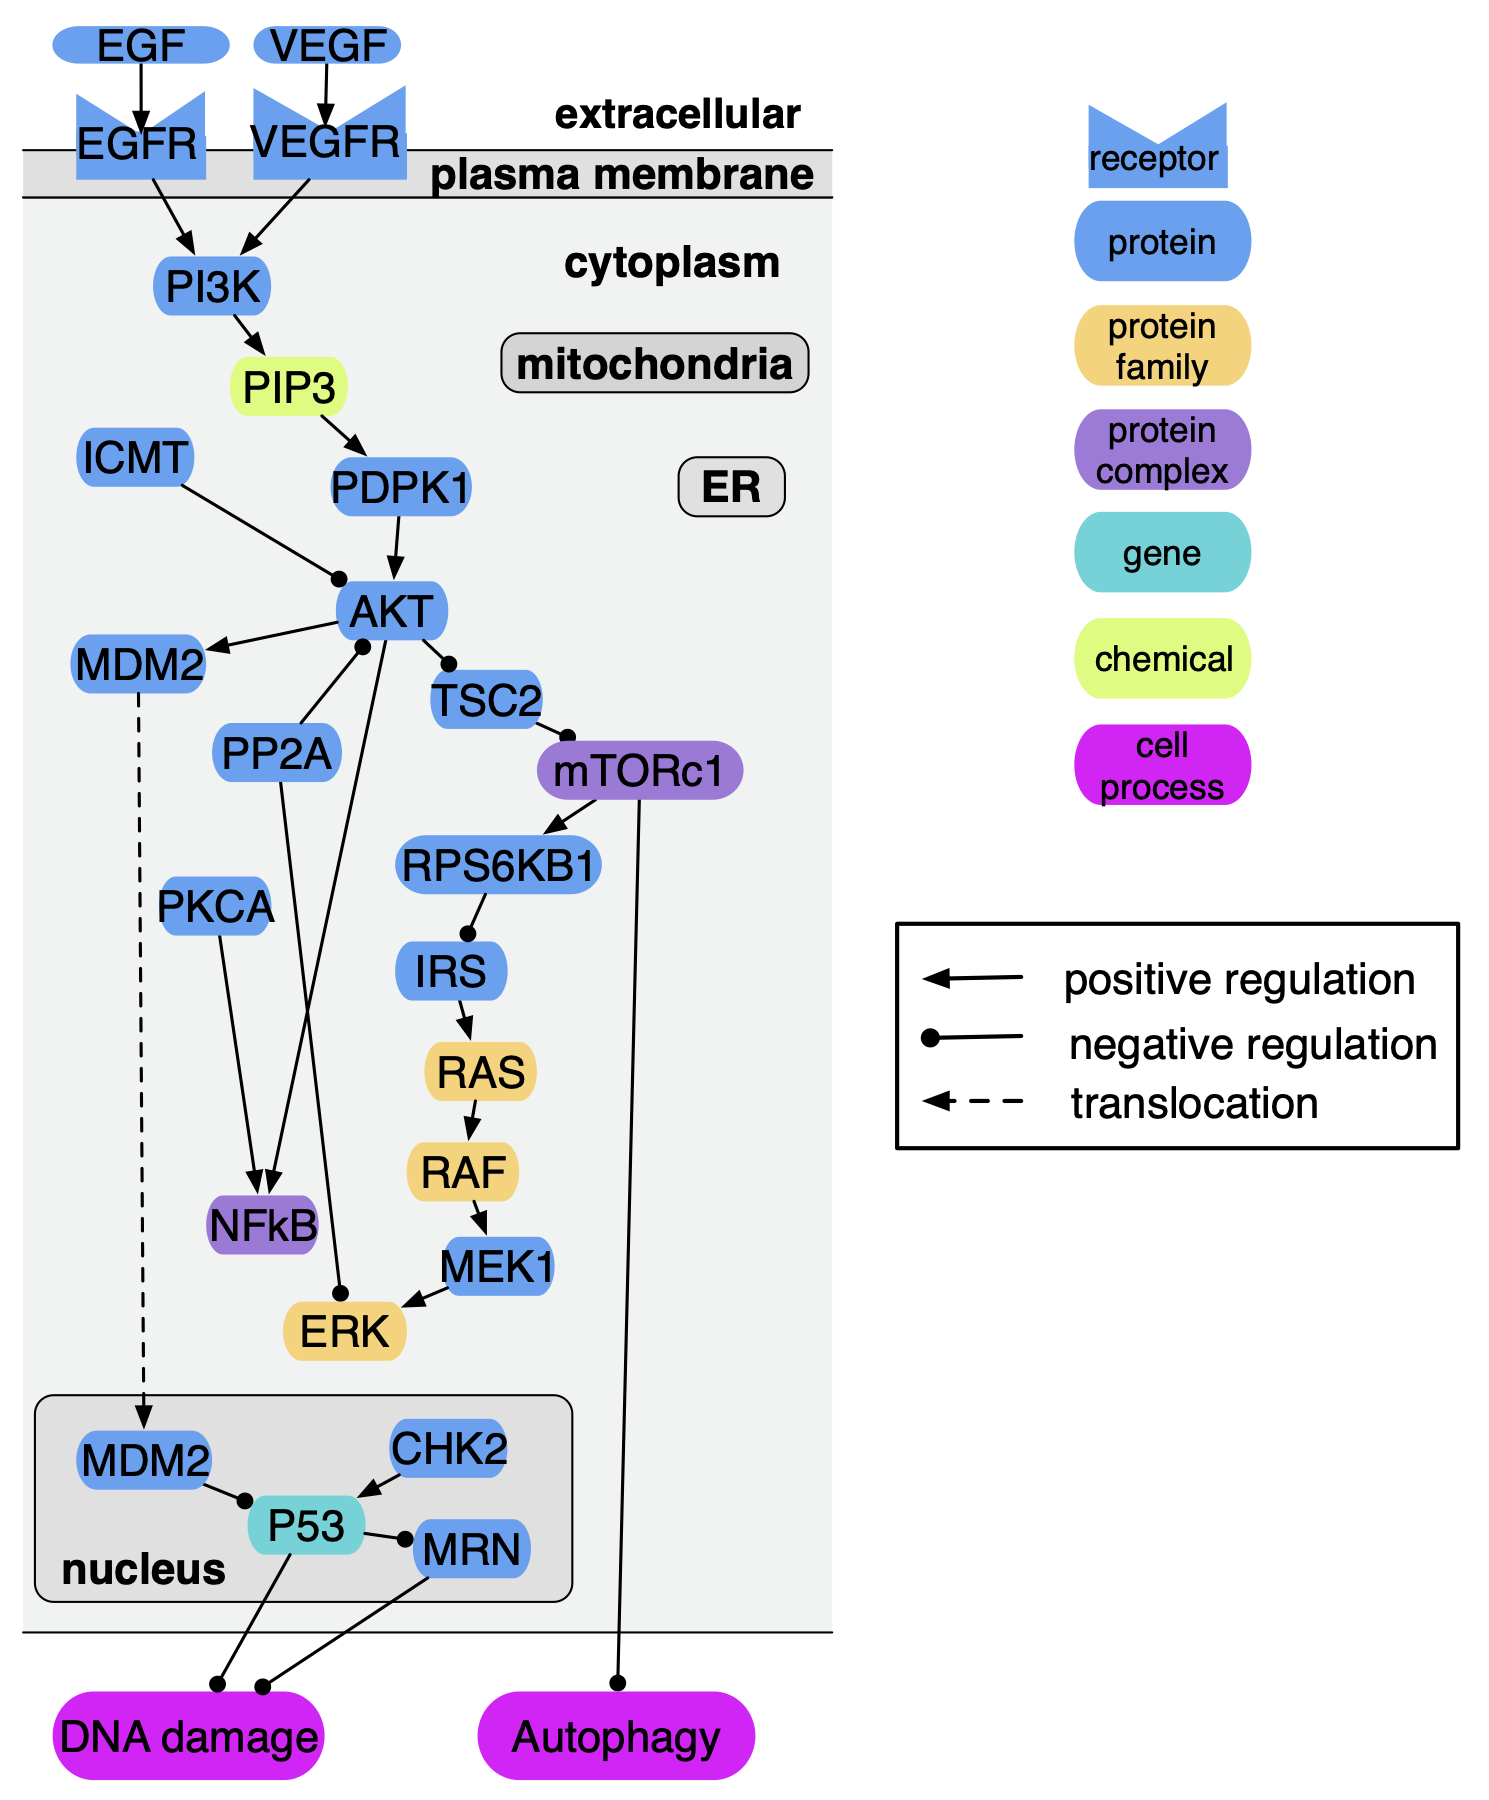 EGF
VEGF
EGFR
VEGFR
extracellular
plasma membrane
cytoplasm
PI3K
mitochondria
PIP3
ICMT
PDPK1
ER
AKT
MDM2
TSC2
PP2A
mTORc1
RPS6KB1
PKCA
IRS
RAS
RAF
NFkB
MEK1
ERK
MDM2
CHK2
P53
MRN
nucleus
DNA damage
Autophagy
receptor
protein
protein
family
protein
complex
gene
chemical
cell
process
positive regulation
negative regulation
translocation